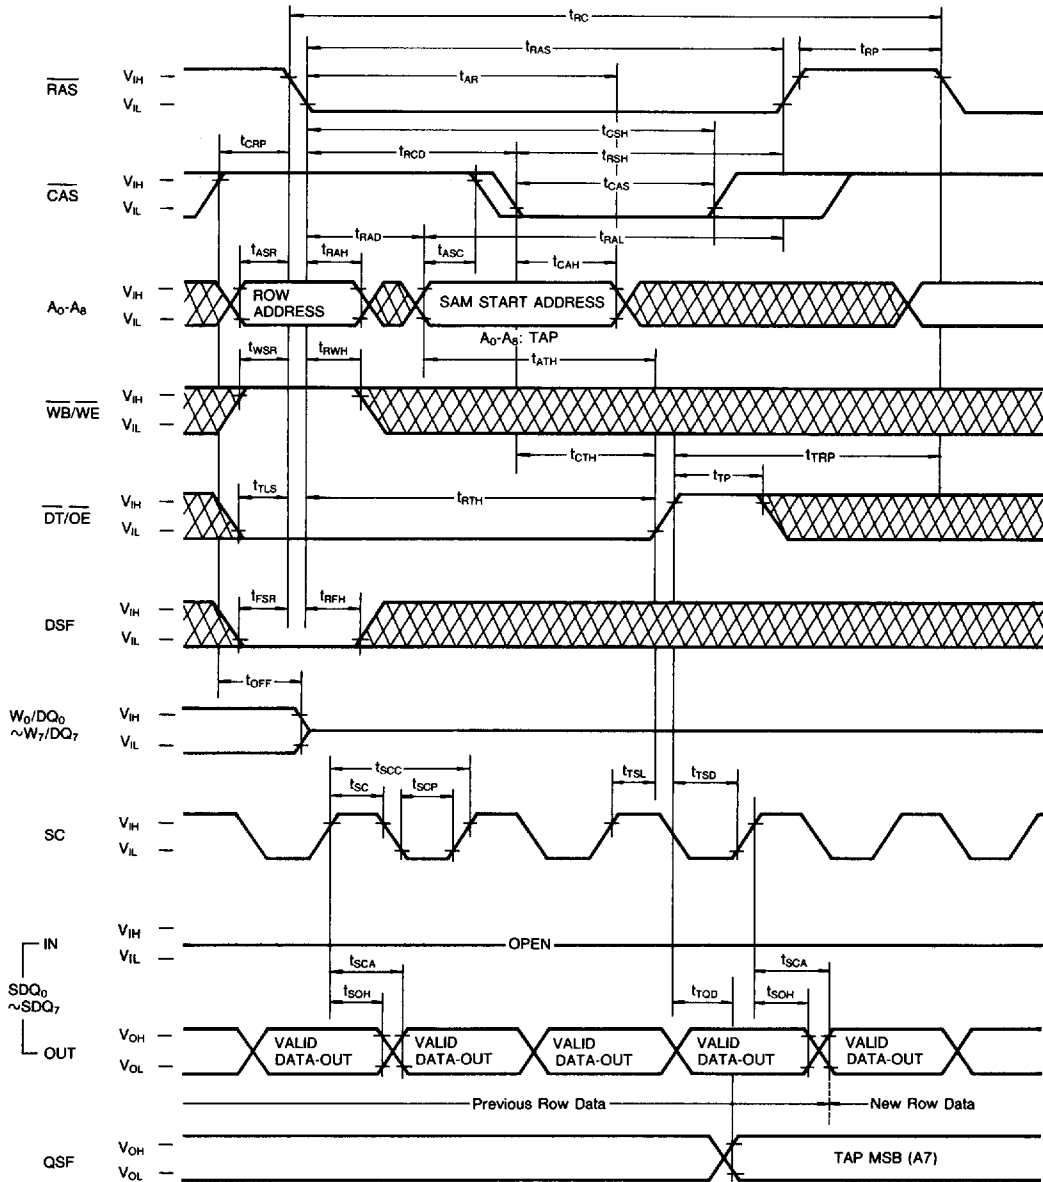 tRC
tRAS
tRP
RAS
VIH
VIL
tAR
tCSH
tCRP
tRCD
tRSH
CAS
VIH
VIL
tCAS
tRAD
tRAL
tASR
tRAH
tASC
tCAH
A0-A8
VIH
VIL
ROW
ADDRESS
SAM START ADDRESS
A0-A8: TAP
tWSR
tRWH
tATH
WB/WE
VIH
VIL
tCTH
tTRP
tTLS
tRTH
tTP
DT/OE
VIH
VIL
tFSR
tRFH
DSF
VIH
VIL
tOFF
W0/DQ0
~W7/DQ7
VIH
VIL
tSCC
tSC
tSCP
tTSL
tTSD
SC
VIH
VIL
IN
VIH
VIL
OPEN
tSCA
tSCA
SDQ0
~SDQ7
tSOH
tTQD
tSOH
OUT
VOH
VOL
VALID
DATA-OUT
VALID
DATA-OUT
VALID
DATA-OUT
VALID
DATA-OUT
VALID
DATA-OUT
Previous Row Data
New Row Data
QSF
VOH
VOL
TAP MSB (A7)